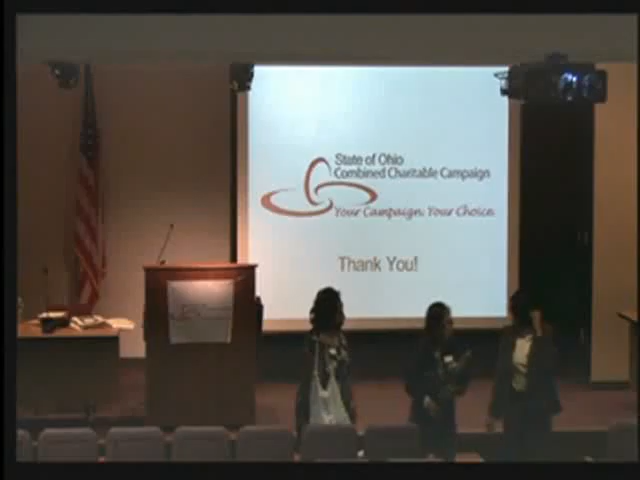 State of Ohio
Combined Charitable Campaign
Your Campaign. Your Choice.
Thank You!